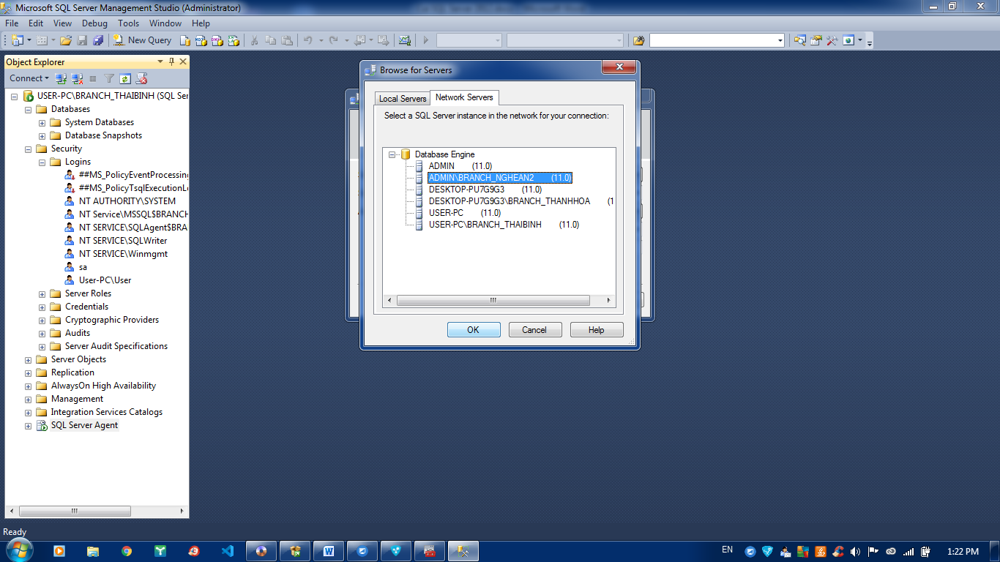 Microsoft SQL Server Management Studio (Administrator)
File Edit View Debug Tools Window Help
New Query
Object Explorer
Connect
USER-PC\BRANCH_THAIBINH (SQL Ser
Databases
System Databases
Database Snapshots
Security
Logins
##MS_PolicyEventProcessing
##MS_PolicyTsqlExecutionLo
NT AUTHORITY\SYSTEM
NT Service\MSSQL$BRANCH
NT SERVICE\SQLAgent$BRA
NT SERVICE\SQLWriter
NT SERVICE\Winmgmt
sa
User-PC\User
Server Roles
Credentials
Cryptographic Providers
Audits
Server Audit Specifications
Server Objects
Replication
AlwaysOn High Availability
Management
Integration Services Catalogs
SQL Server Agent
Browse for Servers
Local Servers Network Servers
Select a SQL Server instance in the network for your connection:
Database Engine
ADMIN (11.0)
ADMIN\BRANCH_NGHEAN2 (11.0)
DESKTOP-PU7G9G3 (11.0)
DESKTOP-PU7G9G3\BRANCH_THANHHOA (1
USER-PC (11.0)
USER-PC\BRANCH_THAIBINH (11.0)
OK Cancel Help
Ready
EN
1:22 PM